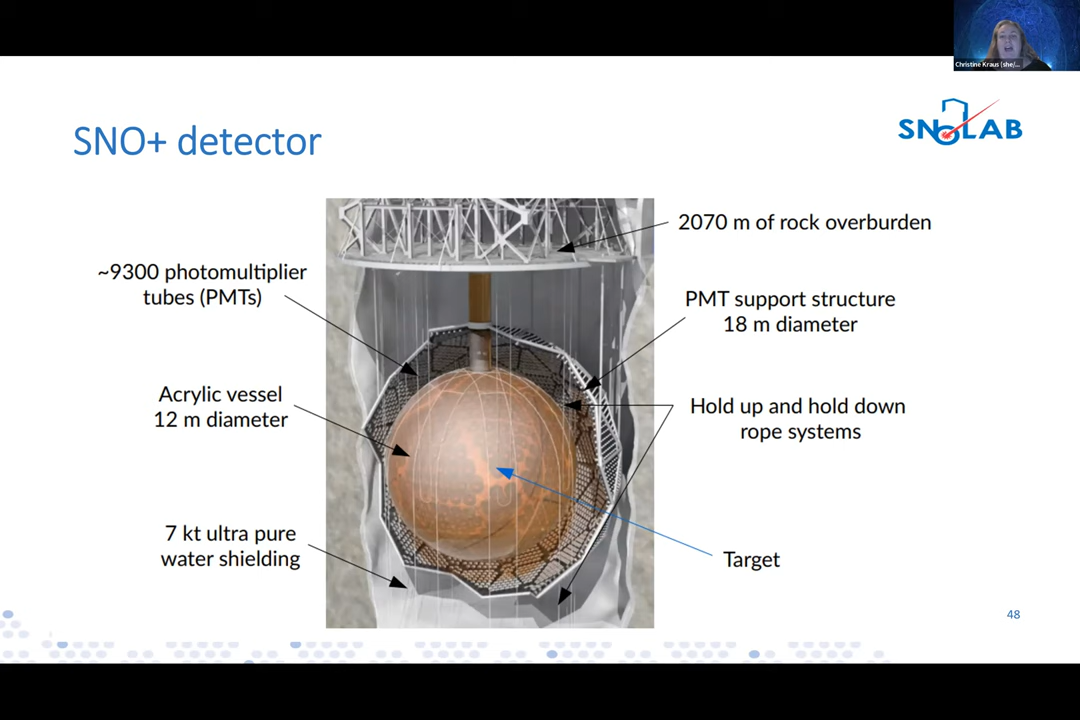 Christine Kraus (she/...
SNO+ detector
SNOLAB
2070 m of rock overburden
~9300 photomultiplier
tubes (PMTs)
PMT support structure
18 m diameter
Acrylic vessel
12 m diameter
Hold up and hold down
rope systems
7 kt ultra pure
water shielding
Target
48